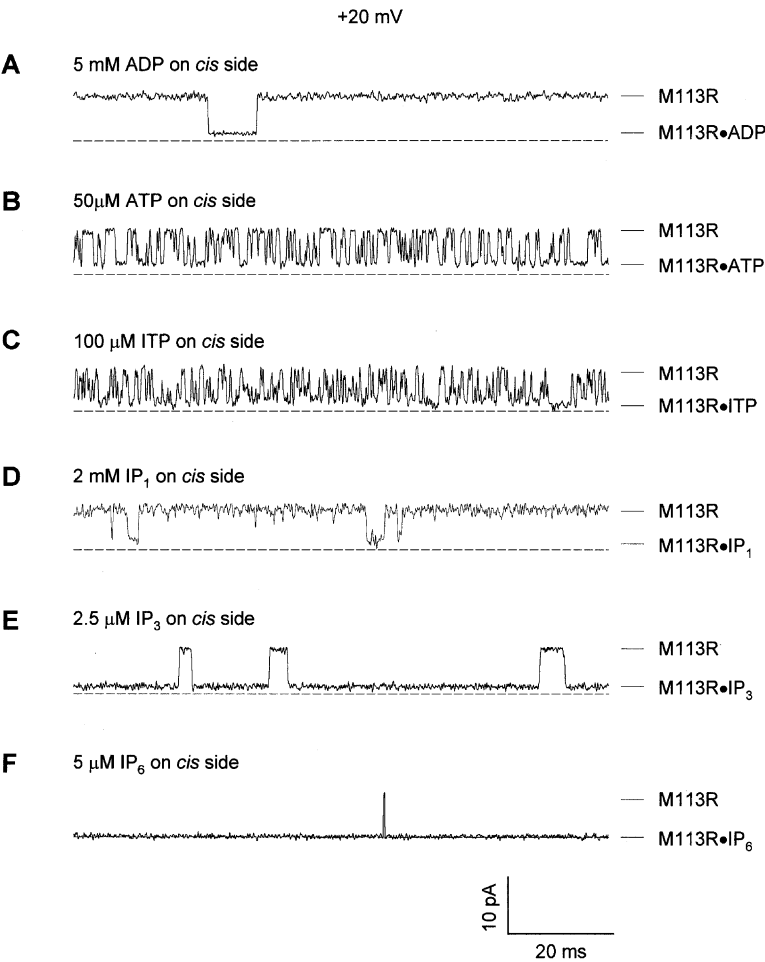 +20 mV
A
5 mM ADP on cis side
M113R
M113R●ADP
B
50μM ATP on cis side
M113R
M113R●ATP
C
100 μM ITP on cis side
M113R
M113R●ITP
D
2 mM IP1 on cis side
M113R
M113R●IP1
E
2.5 μM IP3 on cis side
M113R
M113R●IP3
F
5 μM IP6 on cis side
M113R
M113R●IP6
10 pA
20 ms